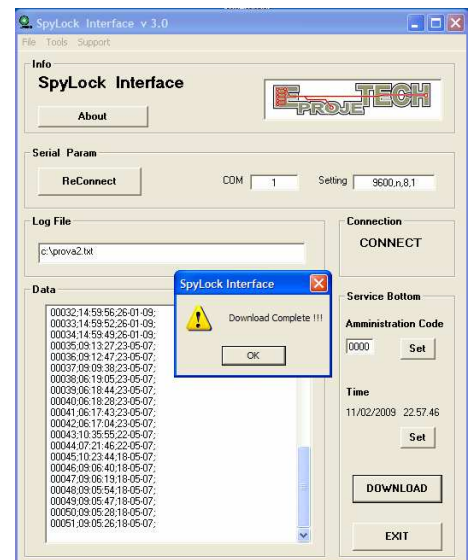 SpyLock Interface v 3.0
File Tools Support
Info
SpyLock Interface
About
EPROJETECH
Serial Param
ReConnect
COM 1
Setting 9600,n,8,1
Log File
c:\prova2.txt
Connection
CONNECT
Data
00032;14:59:56;26-01-09;
00033;14:59:52;26-01-09;
00034;14:59:49;26-01-09;
00035;09:13:27;23-05-07;
00036;09:12:47;23-05-07;
00037;09:09:38;23-05-07;
00038;06:19:05;23-05-07;
00039;06:18:44;23-05-07;
00040;06:18:28;23-05-07;
00041;06:17:43;23-05-07;
00042;06:17:04;23-05-07;
00043;10:35:55;22-05-07;
00044;07:21:46;22-05-07;
00045;10:23:44;18-05-07;
00046;09:06:40;18-05-07;
00047;09:06:19;18-05-07;
00048;09:05:54;18-05-07;
00049;09:05:47;18-05-07;
00050;09:05:28;18-05-07;
00051;09:05:26;18-05-07;
SpyLock Interface
Download Complete !!!
OK
Service Bottom
Amministration Code
0000 Set
Time
11/02/2009 22.57.46
Set
DOWNLOAD
EXIT